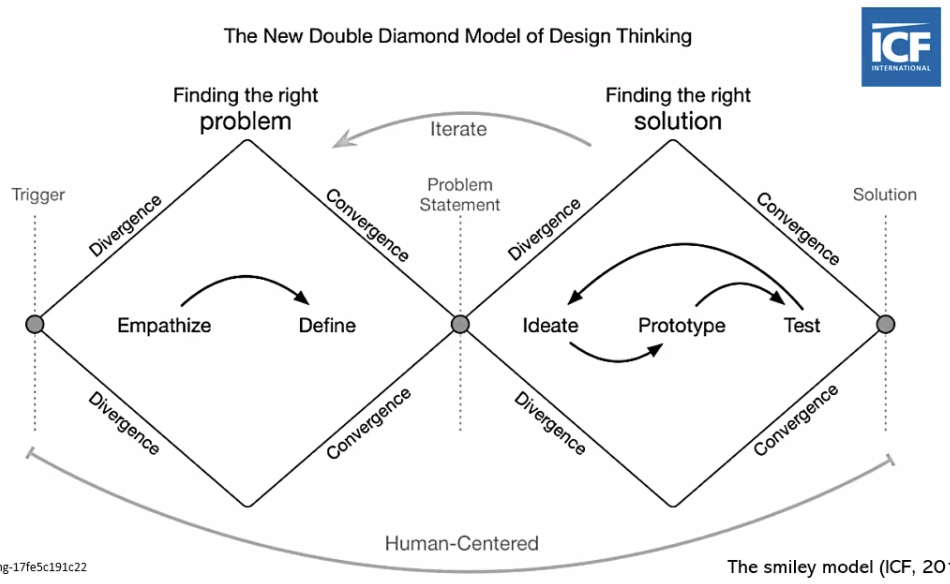 The New Double Diamond Model of Design Thinking
ICF
INTERNATIONAL
Finding the right
problem
Finding the right
solution
Iterate
Trigger
Problem
Statement
Solution
Divergence
Convergence
Divergence
Convergence
Empathize
Define
Ideate
Prototype
Test
Divergence
Convergence
Divergence
Convergence
Human-Centered
ng-17fe5c191c22
The smiley model (ICF, 20